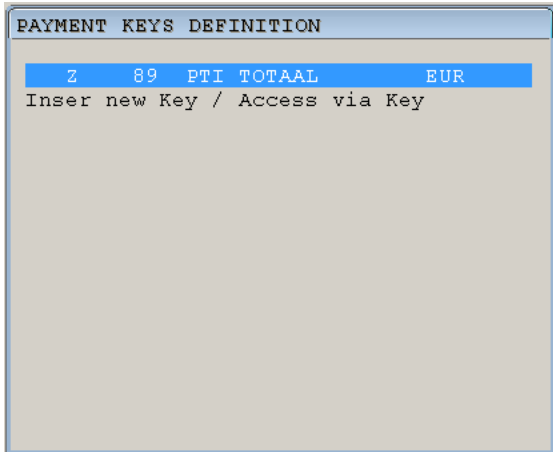 PAYMENT KEYS DEFINITION
Z 89 PTI TOTAAL EUR
Inser new Key / Access via Key